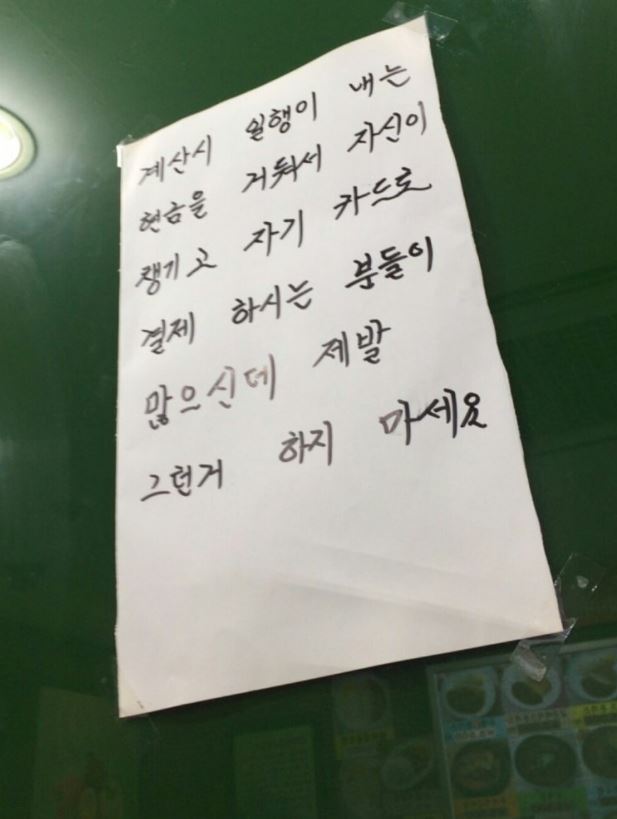 계산시 일행이 내는
현금을 거둬서 자신이
챙기고 자기 카드로
결제 하시는 분들이
많으신데 제발
그런거 하지 마세요